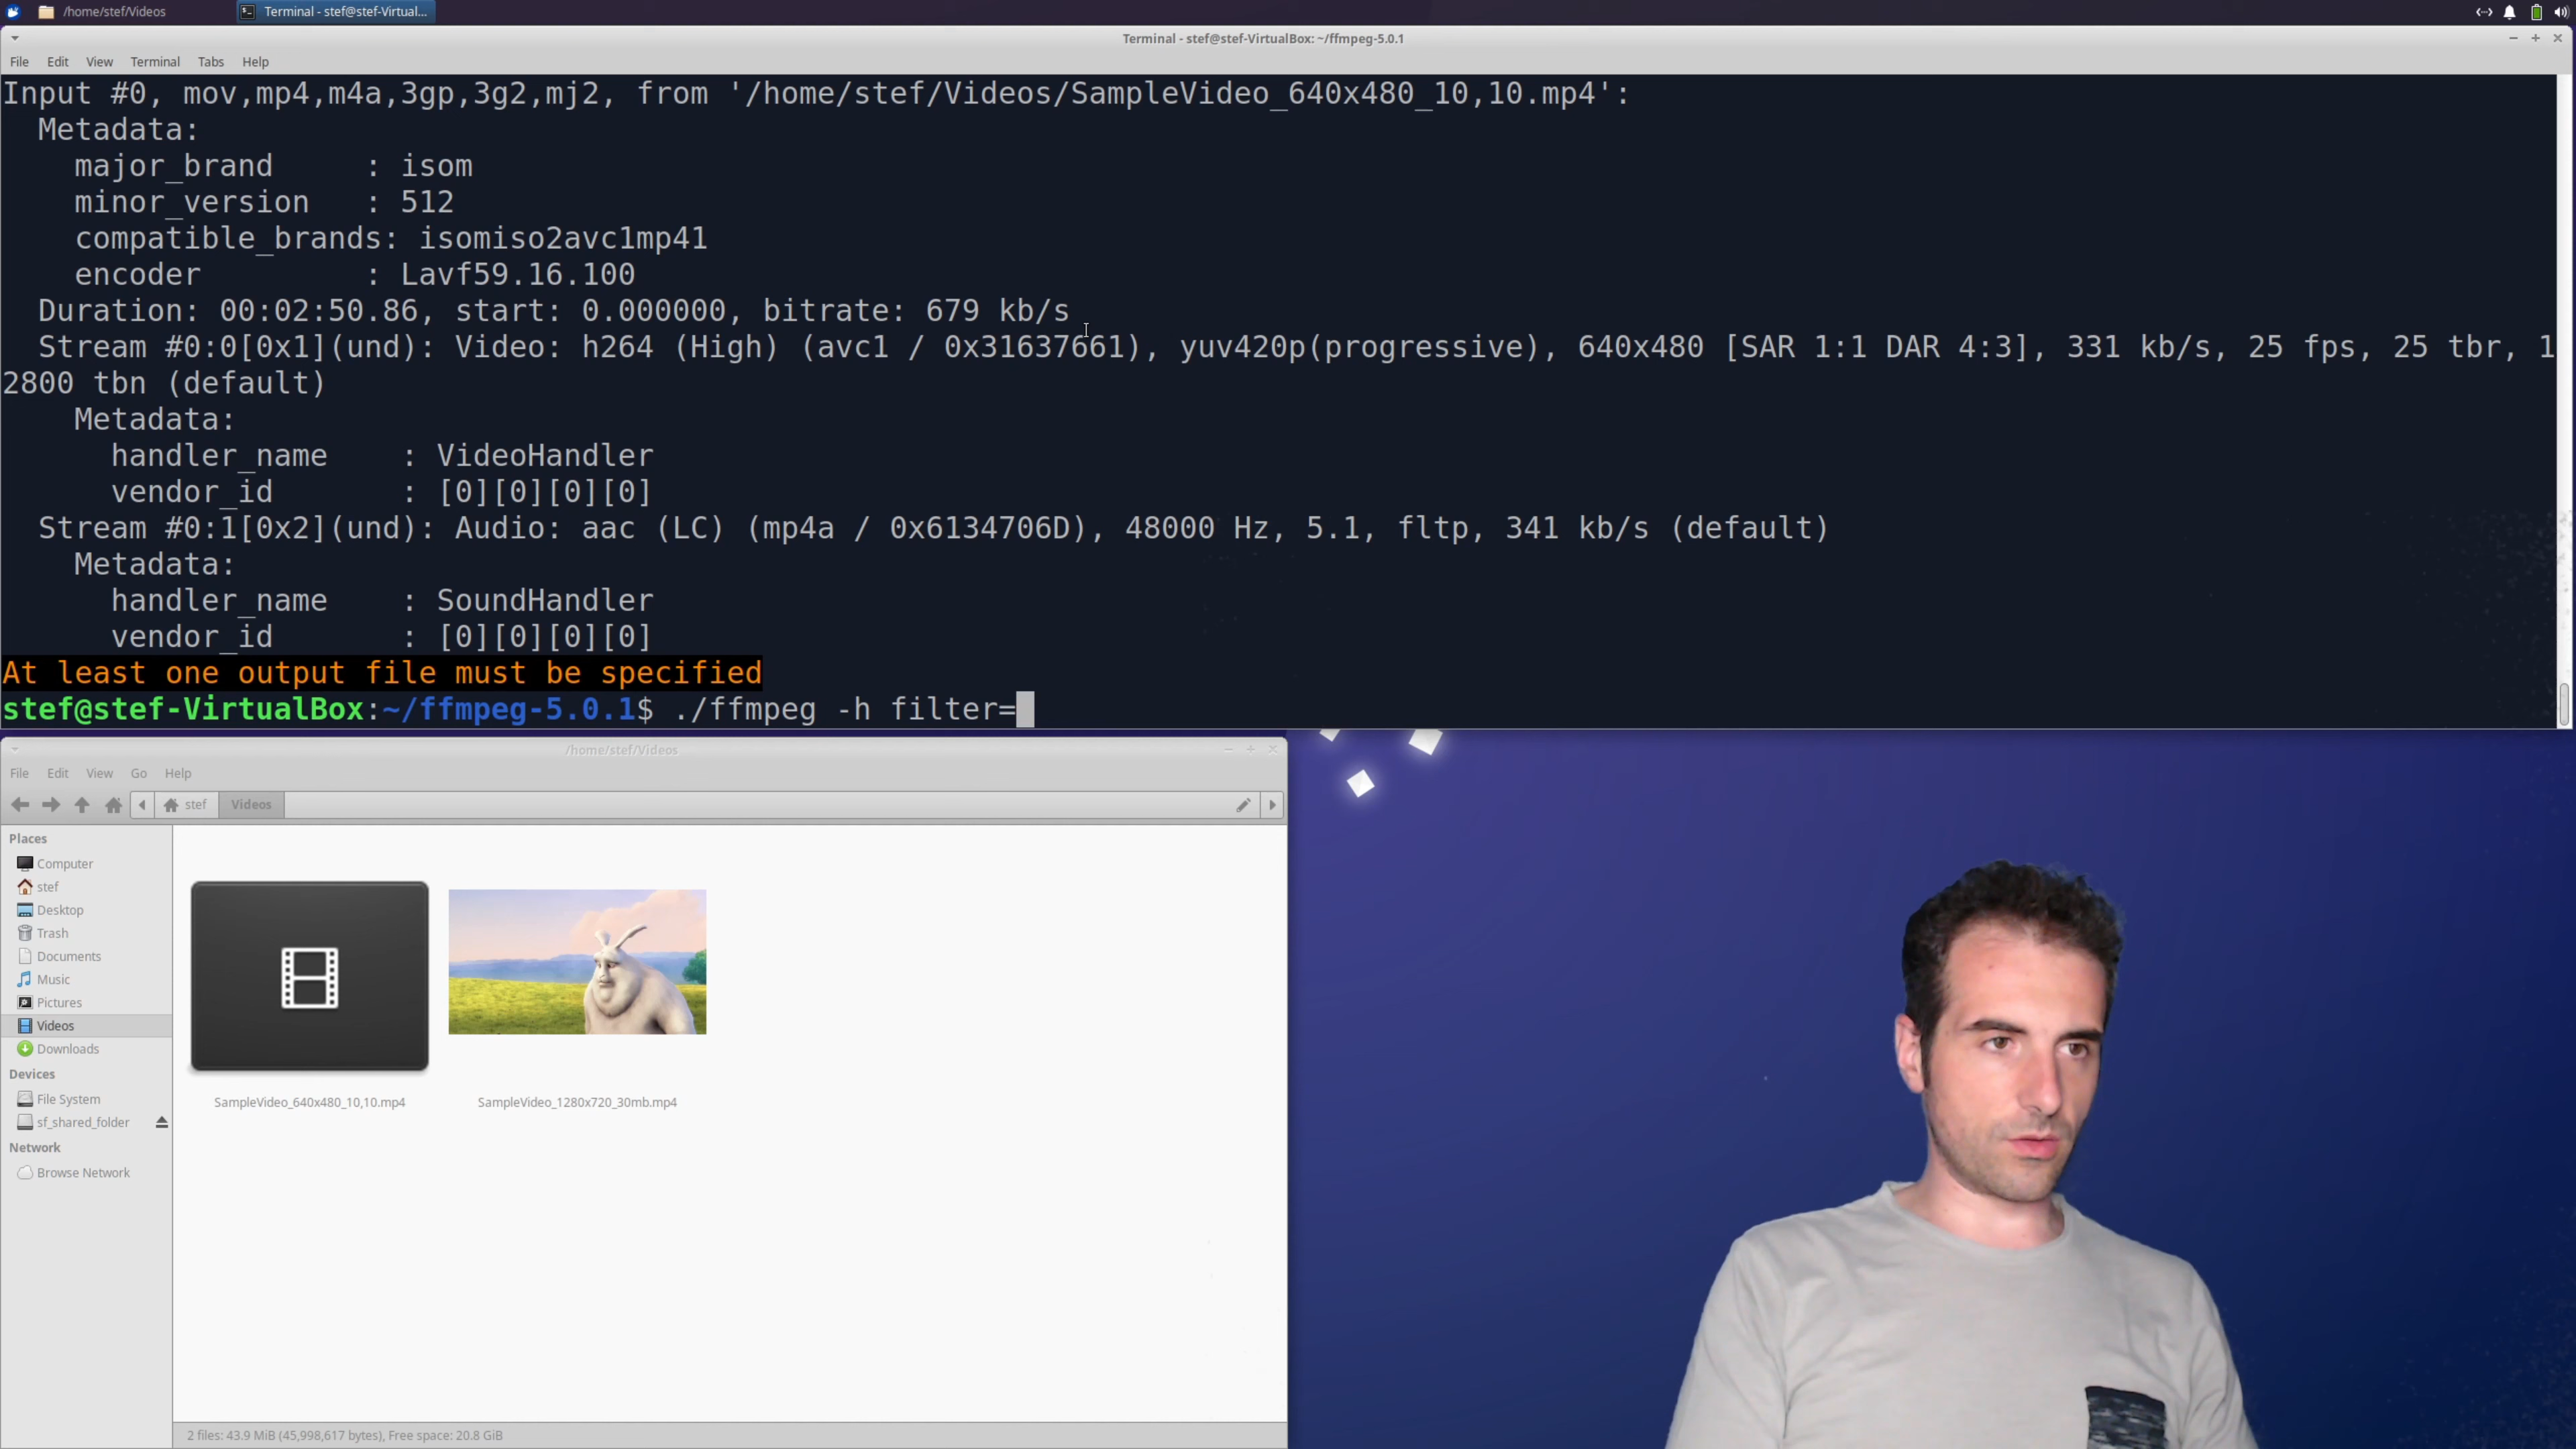 /home/stef/Videos
Terminal - stef@stef-Virtual...
Terminal - stef@stef-VirtualBox: ~/ffmpeg-5.0.1
File Edit View Terminal Tabs Help
Input #0, mov,mp4,m4a,3gp,3g2,mj2, from '/home/stef/Videos/SampleVideo_640x480_10,10.mp4':
Metadata:
major_brand : isom
minor_version : 512
compatible_brands: isomiso2avc1mp41
encoder : Lavf59.16.100
Duration: 00:02:50.86, start: 0.000000, bitrate: 679 kb/s
Stream #0:0[0x1](und): Video: h264 (High) (avc1 / 0x31637661), yuv420p(progressive), 640x480 [SAR 1:1 DAR 4:3], 331 kb/s, 25 fps, 25 tbr, 1
2800 tbn (default)
Metadata:
handler_name : VideoHandler
vendor_id : [0][0][0][0]
Stream #0:1[0x2](und): Audio: aac (LC) (mp4a / 0x6134706D), 48000 Hz, 5.1, fltp, 341 kb/s (default)
Metadata:
handler_name : SoundHandler
vendor_id : [0][0][0][0]
At least one output file must be specified
stef@stef-VirtualBox:~/ffmpeg-5.0.1$ ./ffmpeg -h filter=
/home/stef/Videos
File Edit View Go Help
stef Videos
Places
Computer
stef
Desktop
Trash
Documents
Music
Pictures
Videos
Downloads
Devices
File System
sf_shared_folder
Network
Browse Network
SampleVideo_640x480_10,10.mp4
SampleVideo_1280x720_30mb.mp4
2 files: 43.9 MiB (45,998,617 bytes), Free space: 20.8 GiB